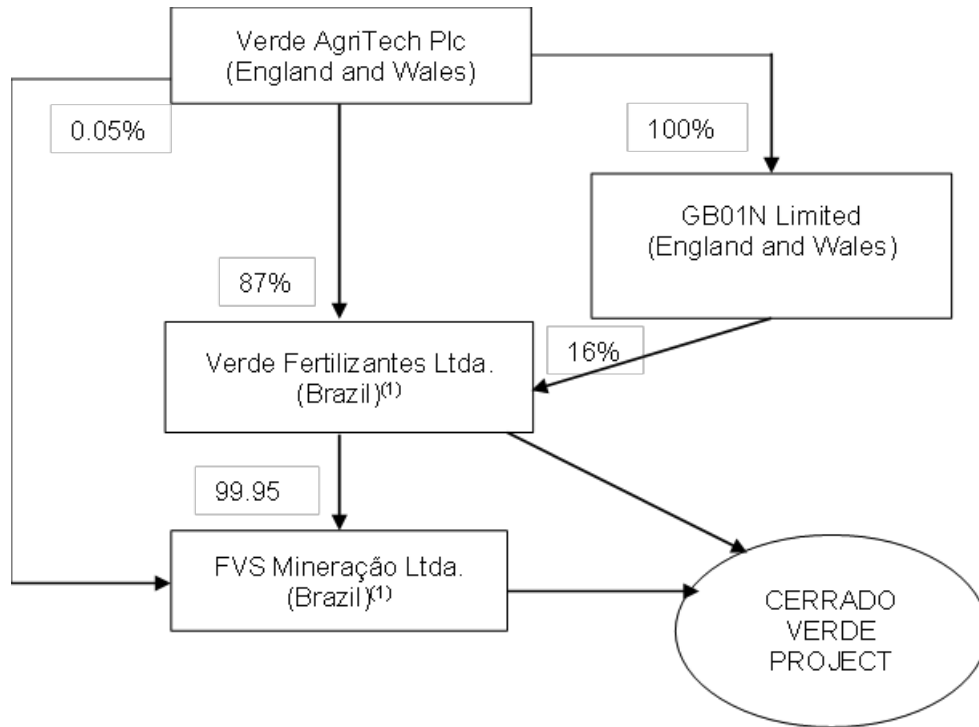 Verde AgriTech Plc
(England and Wales)
0.05%
100%
GB01N Limited
(England and Wales)
87%
Verde Fertilizantes Ltda.
(Brazil)(1)
16%
99.95
FVS Mineração Ltda.
(Brazil)(1)
CERRADO
VERDE
PROJECT